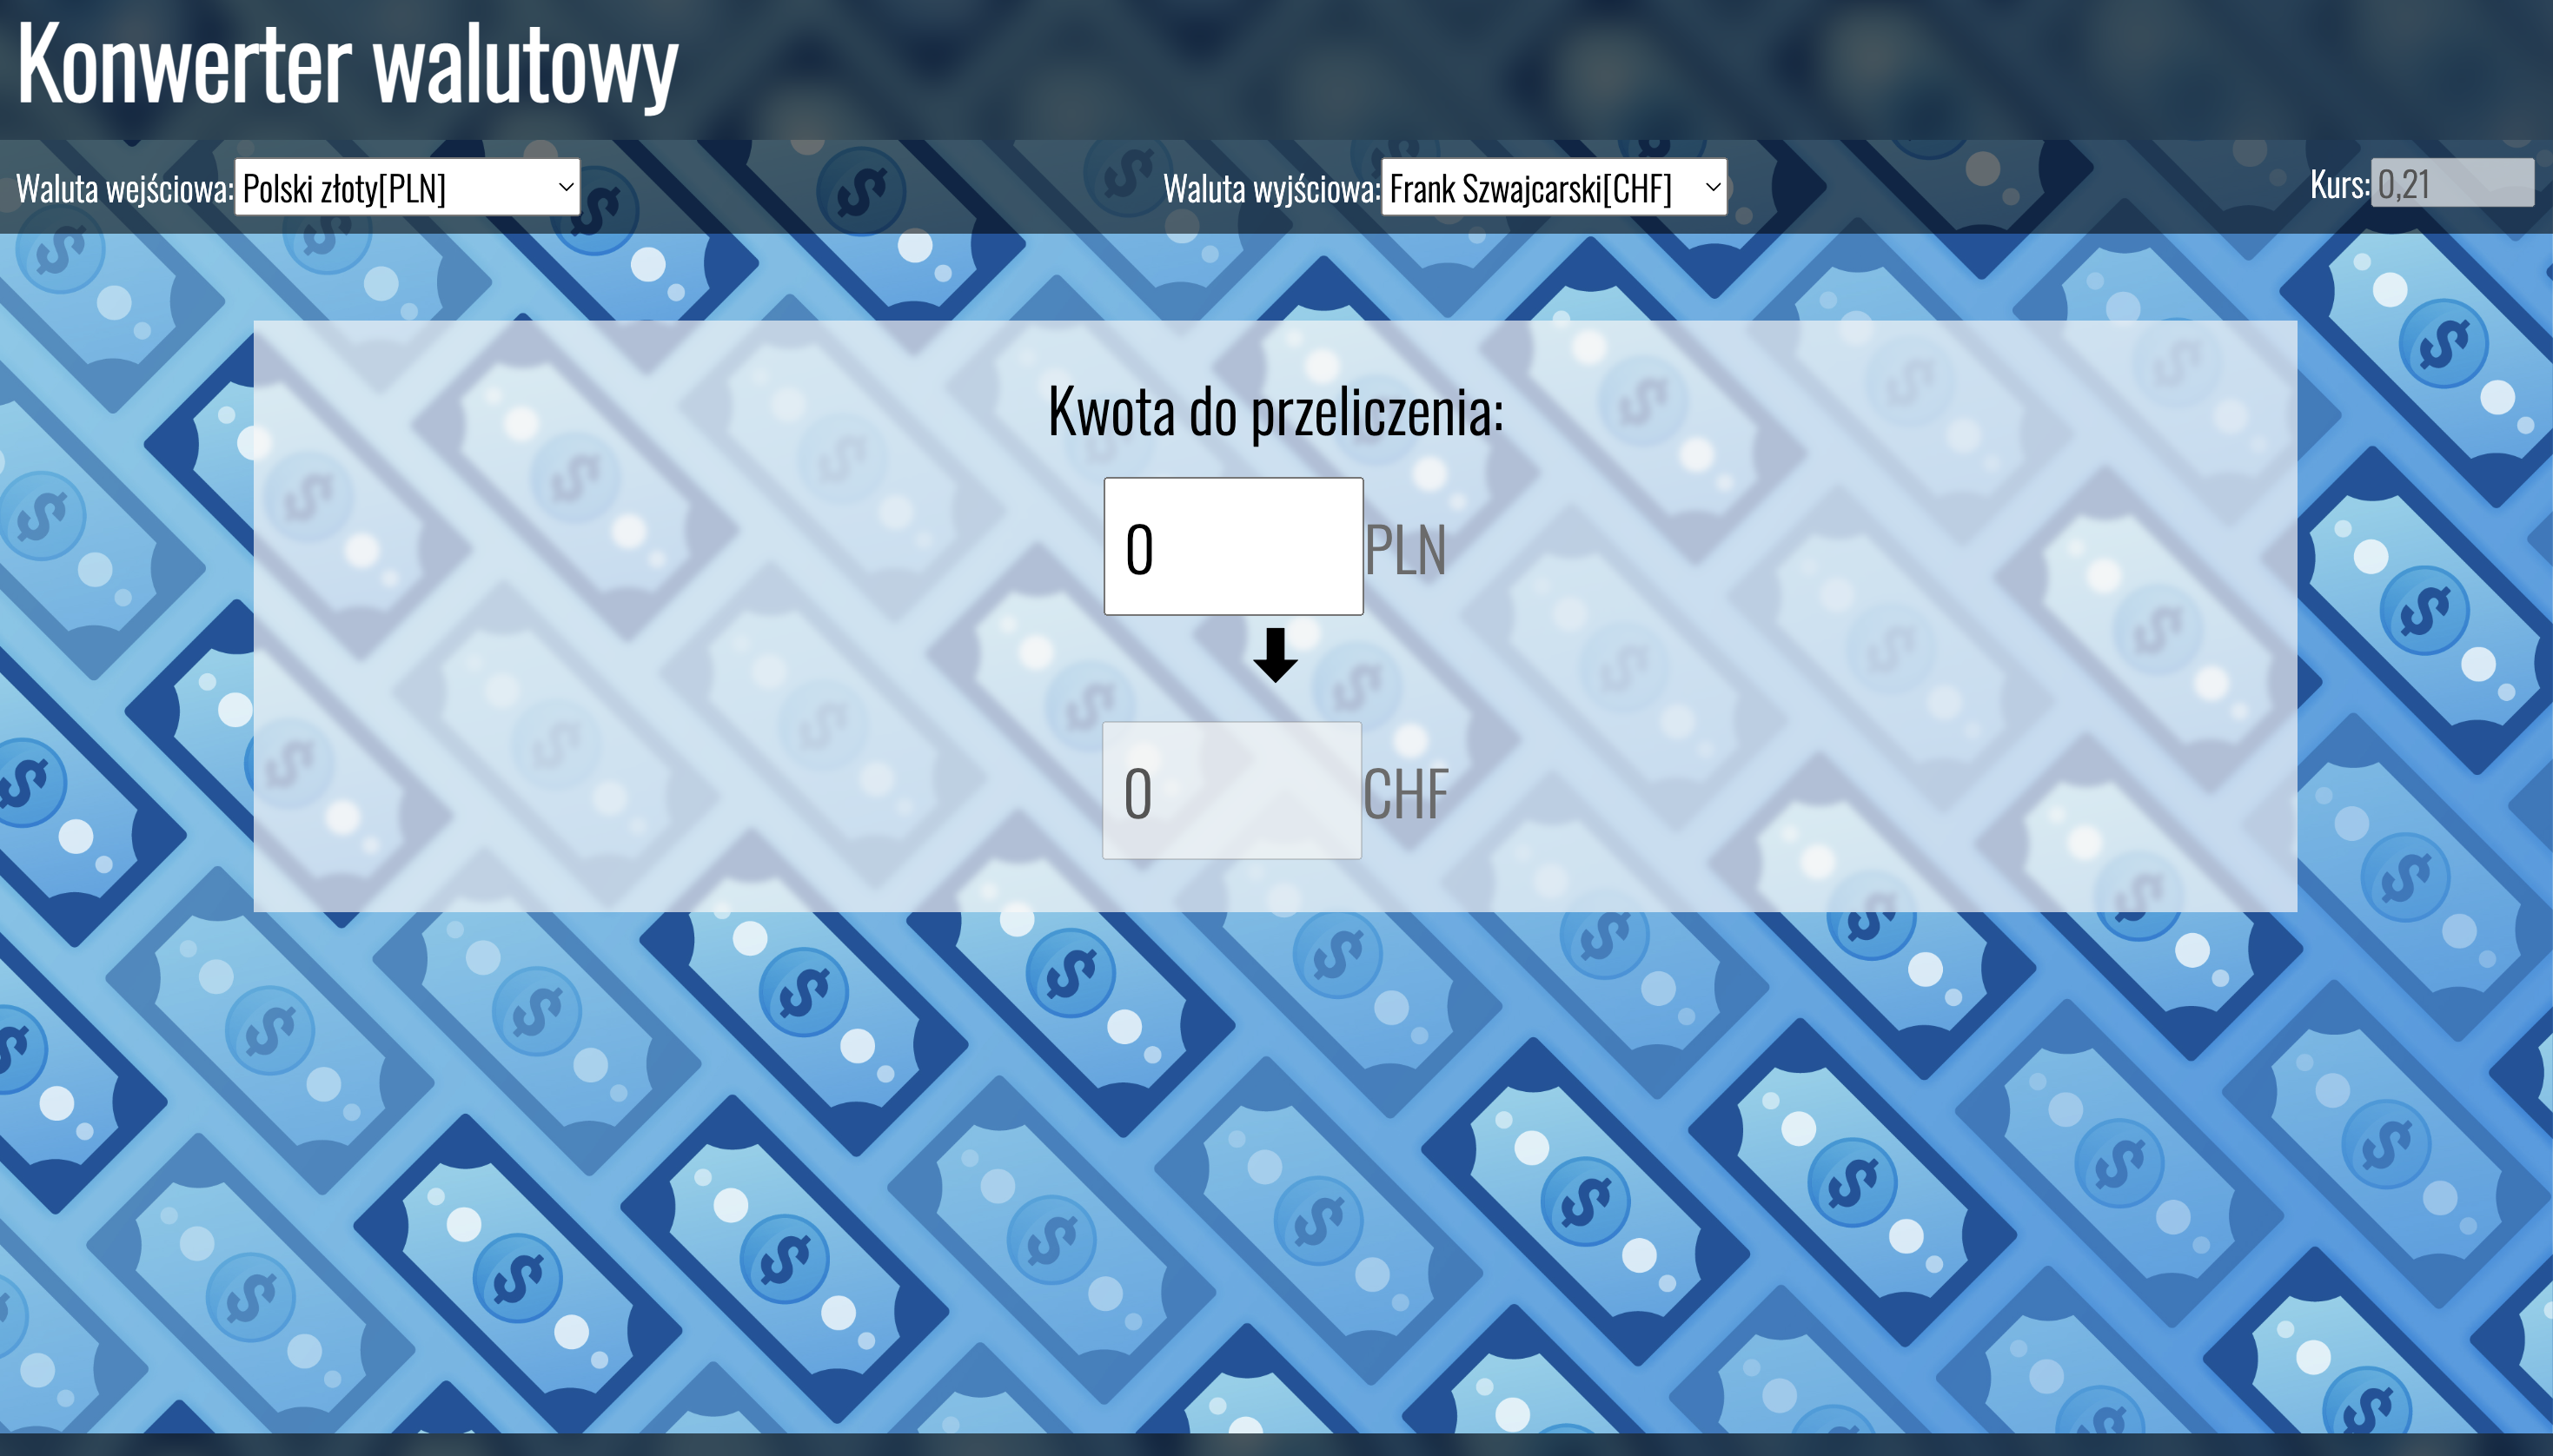 Konwerter walutowy
Waluta wejściowa: Polski złoty[PLN] Waluta wyjściowa: Frank Szwajcarski[CHF] Kurs: 0,21
Kwota do przeliczenia:
0 PLN
0 CHF